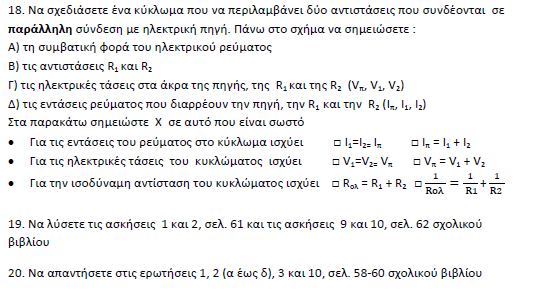 18. Να σχεδιάσετε ένα κύκλωμα που να περιλαμβάνει δύο αντιστάσεις που συνδέονται σε
παράλληλη σύνδεση με ηλεκτρική πηγή. Πάνω στο σχήμα να σημειώσετε :
Α) τη συμβατική φορά του ηλεκτρικού ρεύματος
Β) τις αντιστάσεις R₁ και R₂
Γ) τις ηλεκτρικές τάσεις στα άκρα της πηγής, της R₁ και της R₂ (Vπ, V₁, V₂)
Δ) τις εντάσεις ρεύματος που διαρρέουν την πηγή, την R₁ και την R₂ (Iπ, I₁, I₂)
Στα παρακάτω σημειώστε Χ σε αυτό που είναι σωστό
• Για τις εντάσεις του ρεύματος στο κύκλωμα ισχύει □ I₁=I₂₌ Iπ □ Iπ = I₁ + I₂
• Για τις ηλεκτρικές τάσεις του κυκλώματος ισχύει □ V₁=V₂₌ Vπ □ Vπ = V₁ + V₂
• Για την ισοδύναμη αντίσταση του κυκλώματος ισχύει □ Rολ = R₁ + R₂ □ 1/Rολ = 1/R1 + 1/R2
19. Να λύσετε τις ασκήσεις 1 και 2, σελ. 61 και τις ασκήσεις 9 και 10, σελ. 62 σχολικού
βιβλίου
20. Να απαντήσετε στις ερωτήσεις 1, 2 (α έως δ), 3 και 10, σελ. 58-60 σχολικού βιβλίου